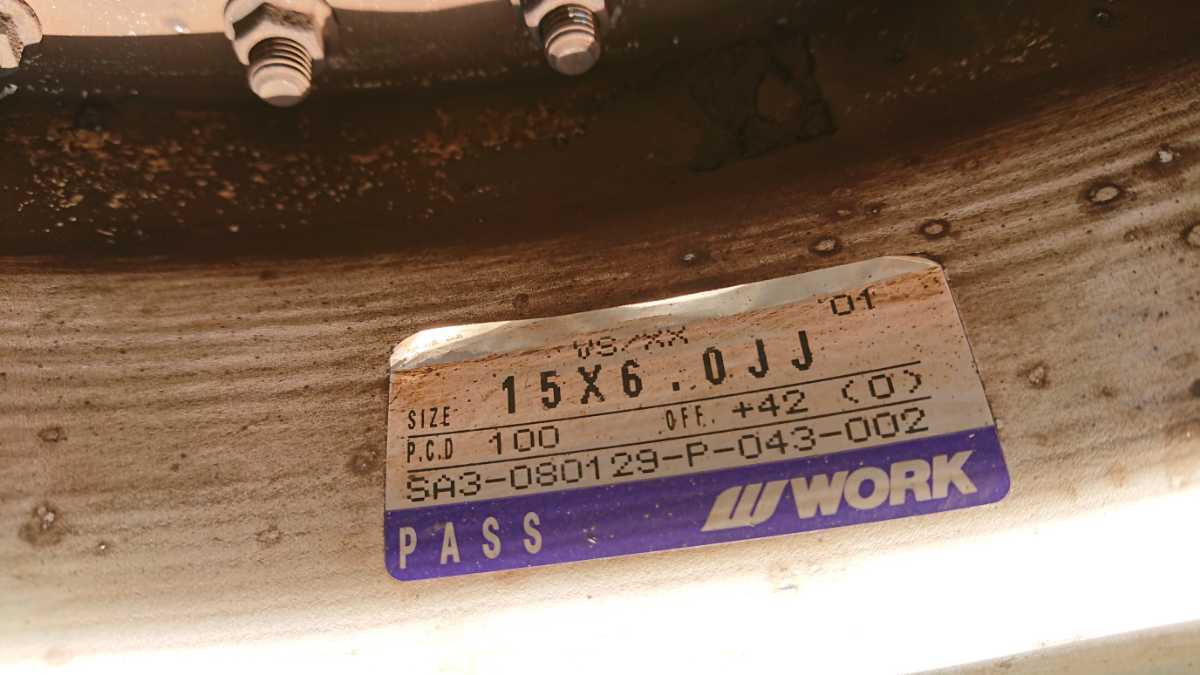 '01
VS/XX
SIZE 15X6.0JJ
P.C.D 100 OFF. +42 (0)
SA3-080129-P-043-002
PASS WORK